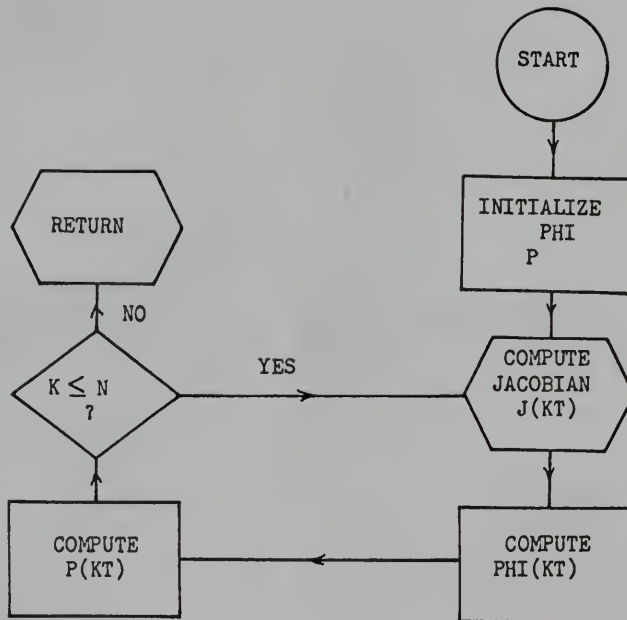 START
INITIALIZE
PHI
P
COMPUTE
JACOBIAN
J(KT)
COMPUTE
PHI(KT)
COMPUTE
P(KT)
K ≤ N
?
YES
NO
RETURN